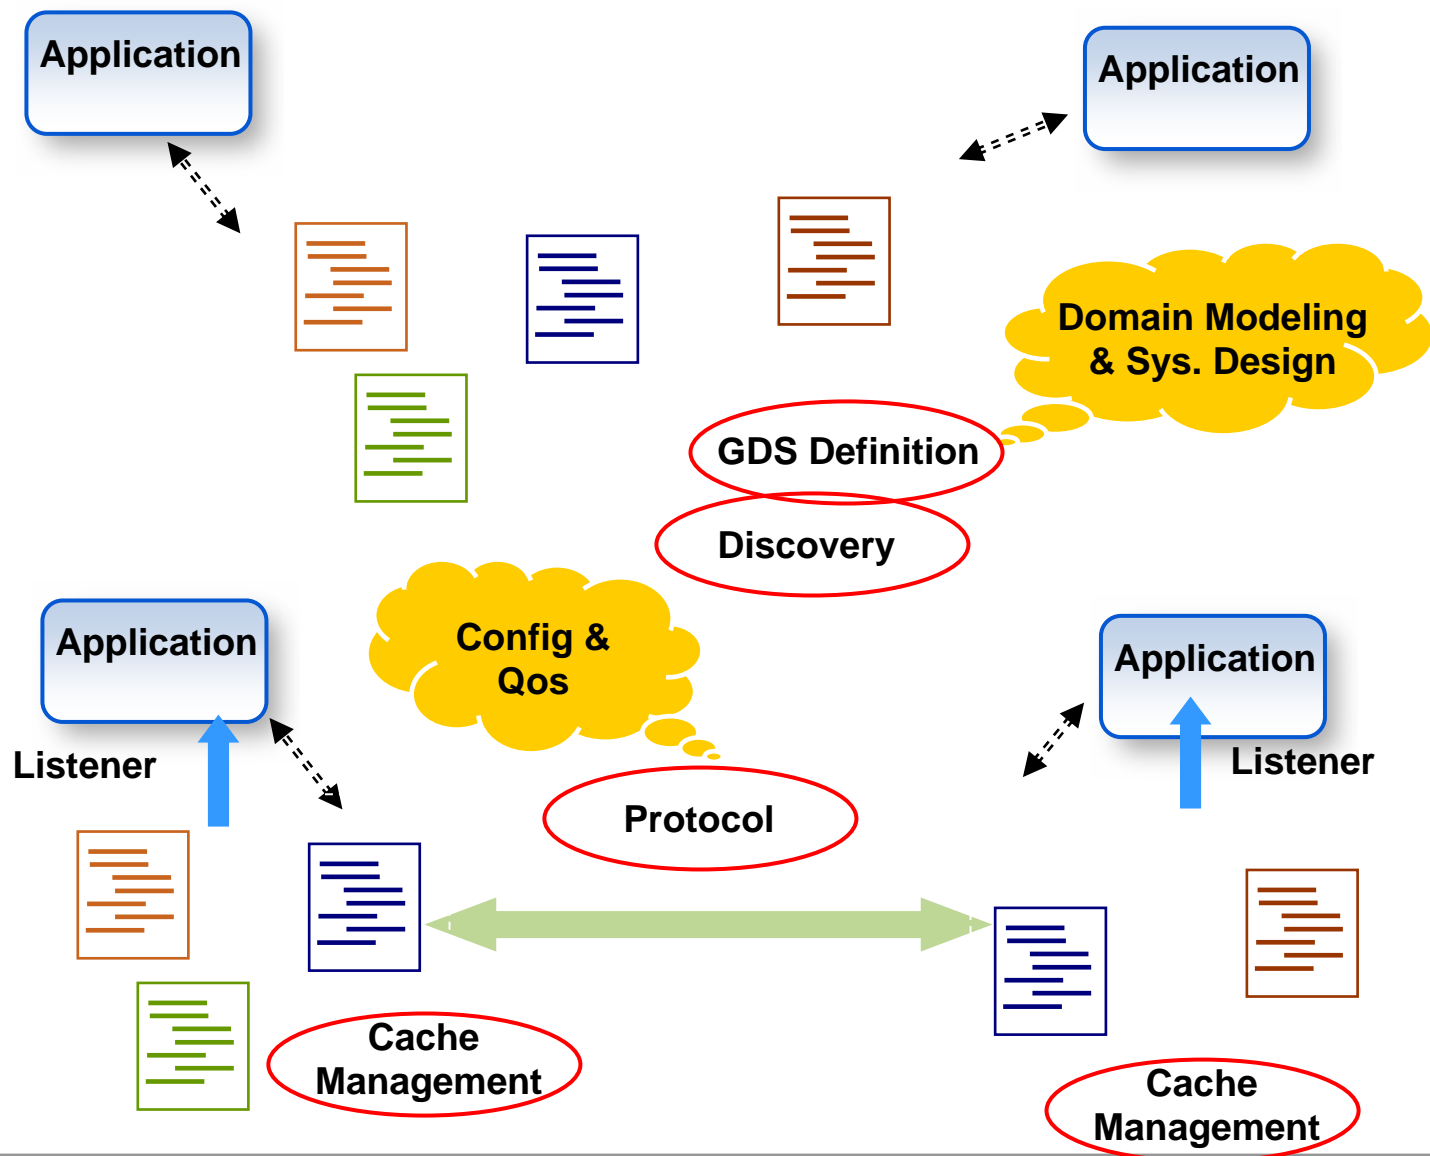 Application
Application
Domain Modeling
& Sys. Design
GDS Definition
Discovery
Config &
Qos
Application
Application
Listener
Listener
Protocol
Cache
Management
Cache
Management